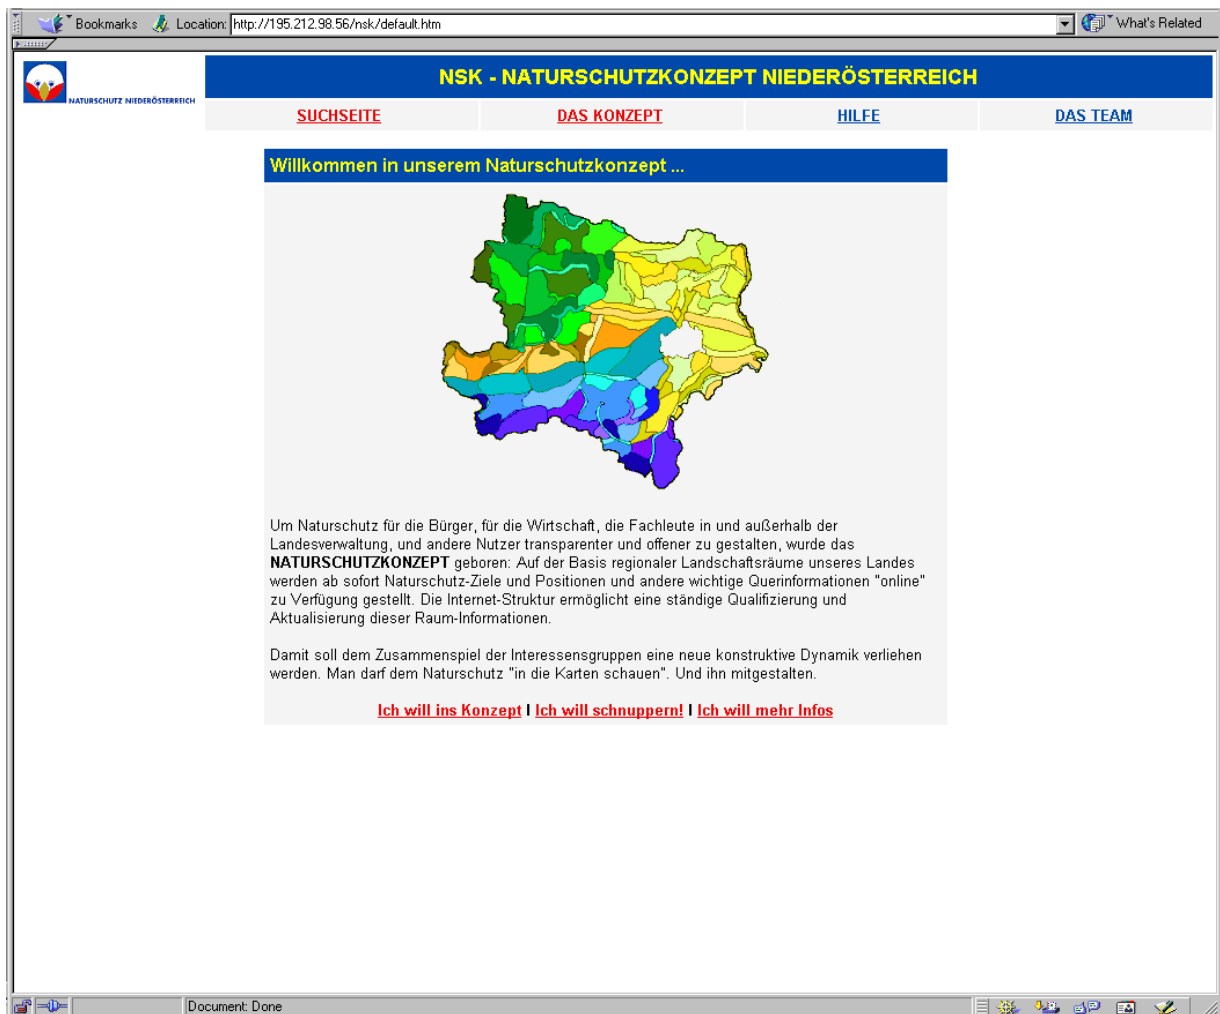 Bookmarks Location: http://195.212.98.56/nsk/default.htm What's Related
NATURSCHUTZ NIEDERÖSTERREICH
NSK - NATURSCHUTZKONZEPT NIEDERÖSTERREICH
SUCHSEITE DAS KONZEPT HILFE DAS TEAM
Willkommen in unserem Naturschutzkonzept ...
Um Naturschutz für die Bürger, für die Wirtschaft, die Fachleute in und außerhalb der
Landesverwaltung, und andere Nutzer transparenter und offener zu gestalten, wurde das
NATURSCHUTZKONZEPT geboren: Auf der Basis regionaler Landschaftsräume unseres Landes
werden ab sofort Naturschutz-Ziele und Positionen und andere wichtige Querinformationen "online"
zu Verfügung gestellt. Die Internet-Struktur ermöglicht eine ständige Qualifizierung und
Aktualisierung dieser Raum-Informationen.
Damit soll dem Zusammenspiel der Interessensgruppen eine neue konstruktive Dynamik verliehen
werden. Man darf dem Naturschutz "in die Karten schauen". Und ihn mitgestalten.
Ich will ins Konzept I Ich will schnuppern! I Ich will mehr Infos
Document: Done